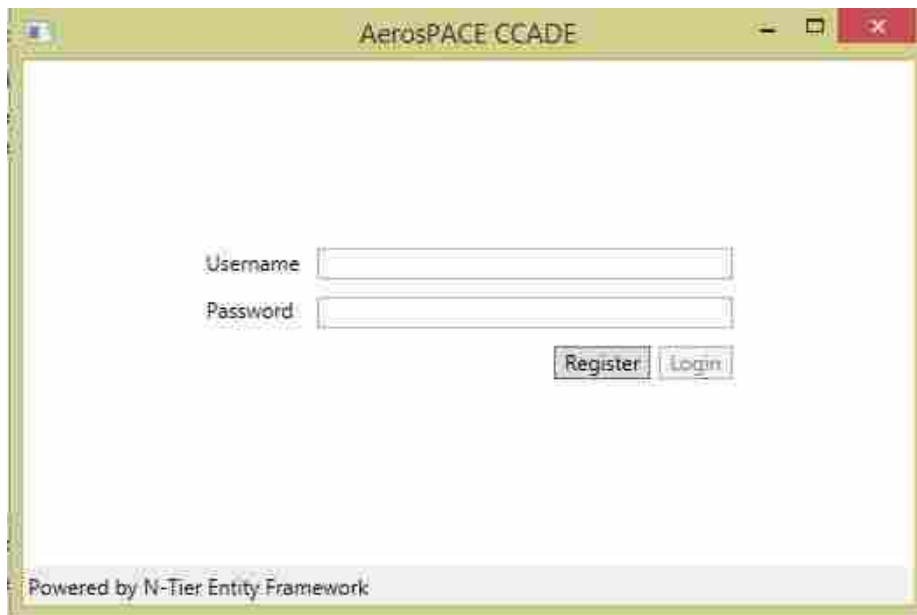 AerosPACE CCADE
Username
Password
Register Login
Powered by N-Tier Entity Framework